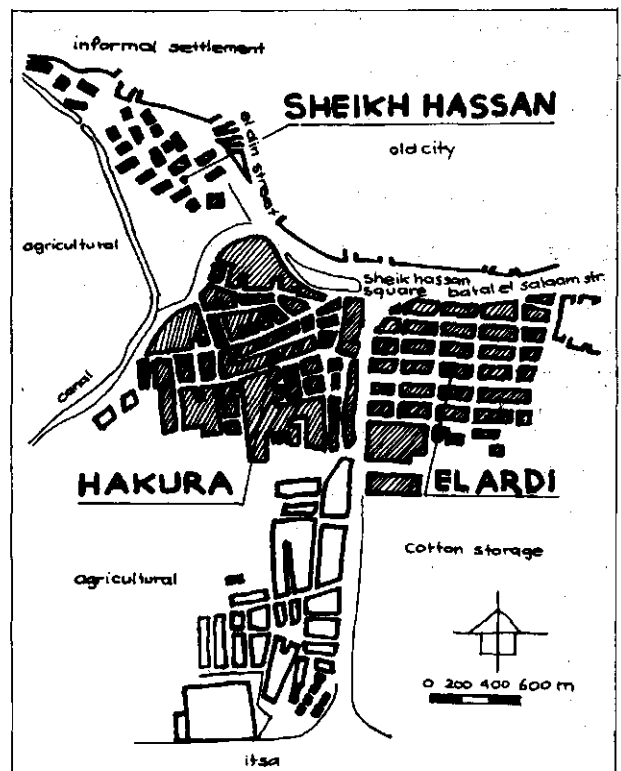 informal settlement
SHEIKH HASSAN
el din street
old city
agricultural
sheik hassan
square batal el salaam str.
canal
HAKURA
EL ARDI
cotton storage
agricultural
0 200 400 600 m
itsa